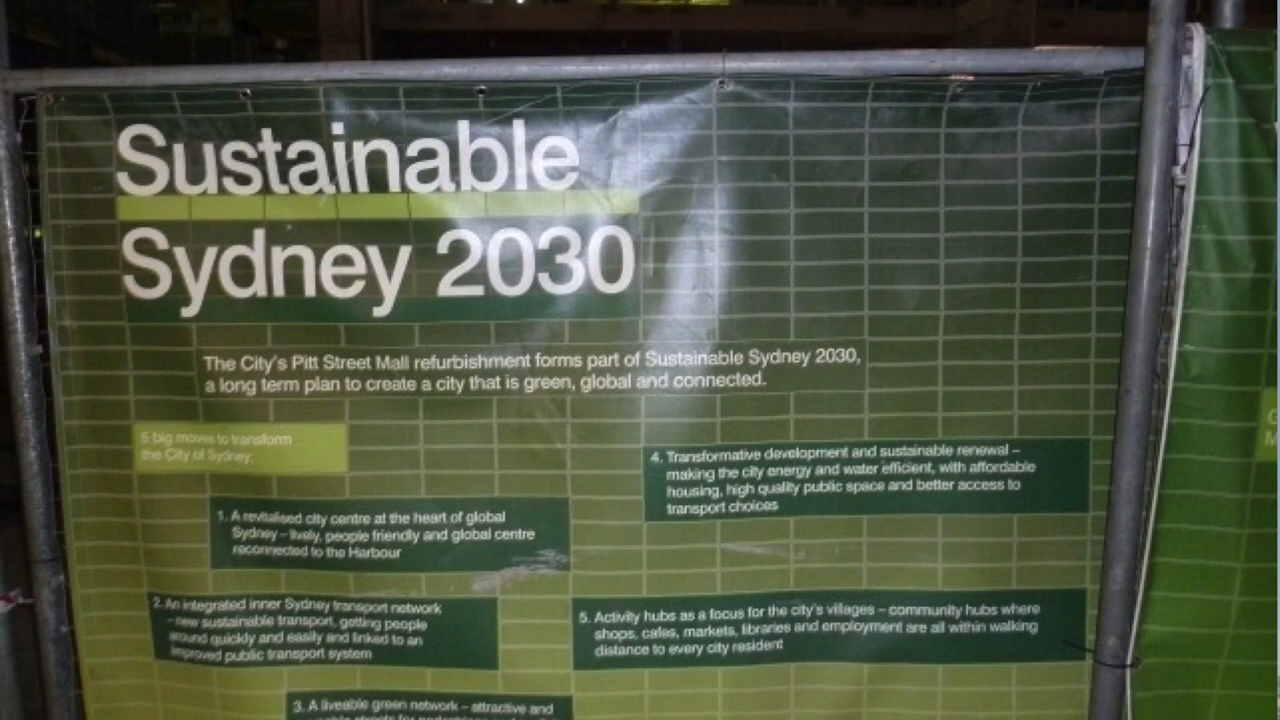 Sustainable
Sydney 2030
The City's Pitt Street Mall refurbishment forms part of Sustainable Sydney 2030,
a long term plan to create a city that is green, global and connected.
5 big moves to transform
the City of Sydney:
1. A revitalised city centre at the heart of global
Sydney – lively, people friendly and global centre
reconnected to the Harbour
2. An integrated inner Sydney transport network
– new sustainable transport, getting people
around quickly and easily and linked to an
improved public transport system
3. A liveable green network – attractive and
streets for
4. Transformative development and sustainable renewal –
making the city energy and water efficient, with affordable
housing, high quality public space and better access to
transport choices
5. Activity hubs as a focus for the city's villages – community hubs where
shops, cafes, markets, libraries and employment are all within walking
distance to every city resident